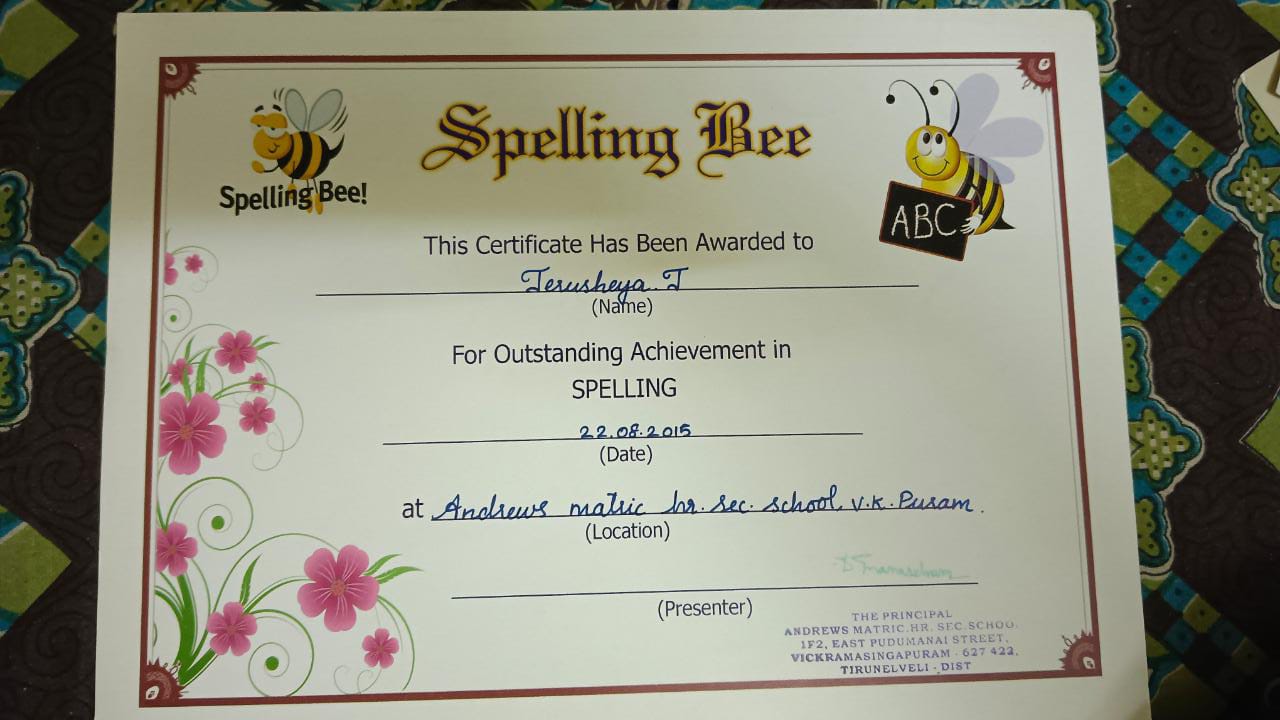 Spelling Bee
Spelling Bee!
ABC
This Certificate Has Been Awarded to
Jerusheya. J
(Name)
For Outstanding Achievement in
SPELLING
22.08.2015
(Date)
at Andrews matric hr. sec. school, V.K. Pusam.
(Location)
(Presenter)
THE PRINCIPAL
ANDREWS MATRIC.HR. SEC.SCHOO
1F2, EAST PUDUMANAI STREET,
VICKRAMASINGAPURAM - 627 422,
TIRUNELVELI - DIST